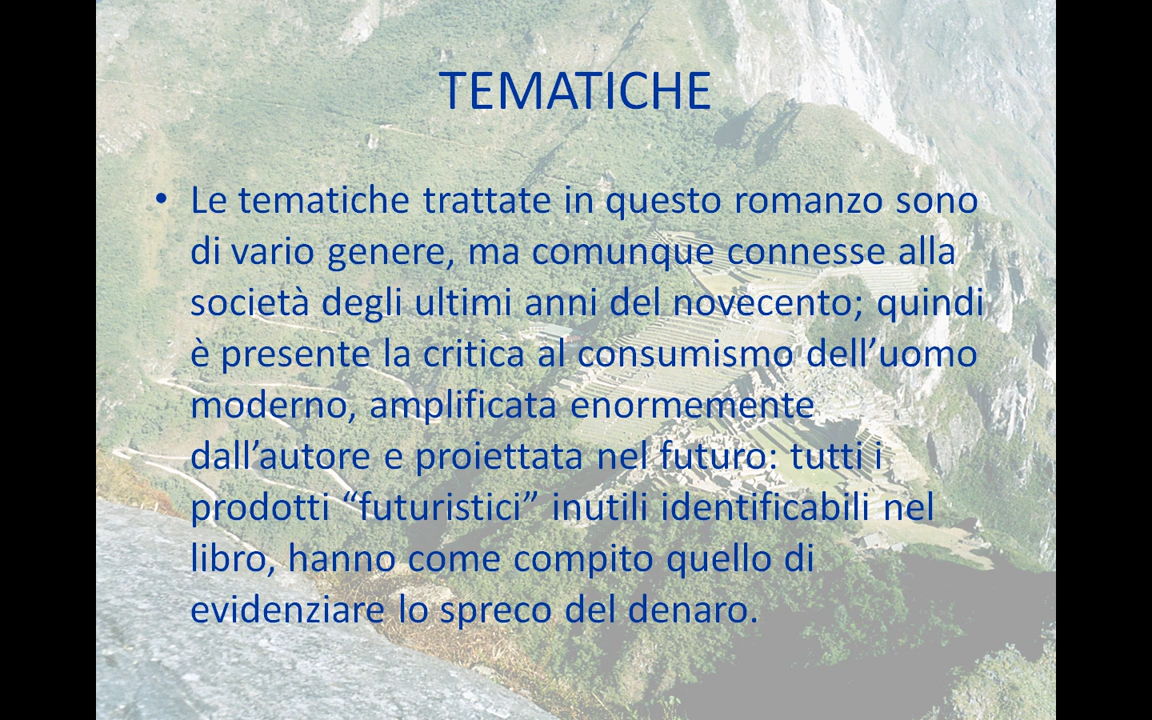 TEMATICHE
• Le tematiche trattate in questo romanzo sono
di vario genere, ma comunque connesse alla
società degli ultimi anni del novecento; quindi
è presente la critica al consumismo dell’uomo
moderno, amplificata enormemente
dall’autore e proiettata nel futuro: tutti i
prodotti “futuristici” inutili identificabili nel
libro, hanno come compito quello di
evidenziare lo spreco del denaro.